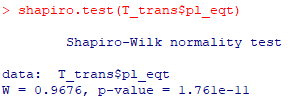 > shapiro.test(T_trans$pl_eqt)
Shapiro-Wilk normality test
data:  T_trans$pl_eqt
W = 0.9676, p-value = 1.761e-11